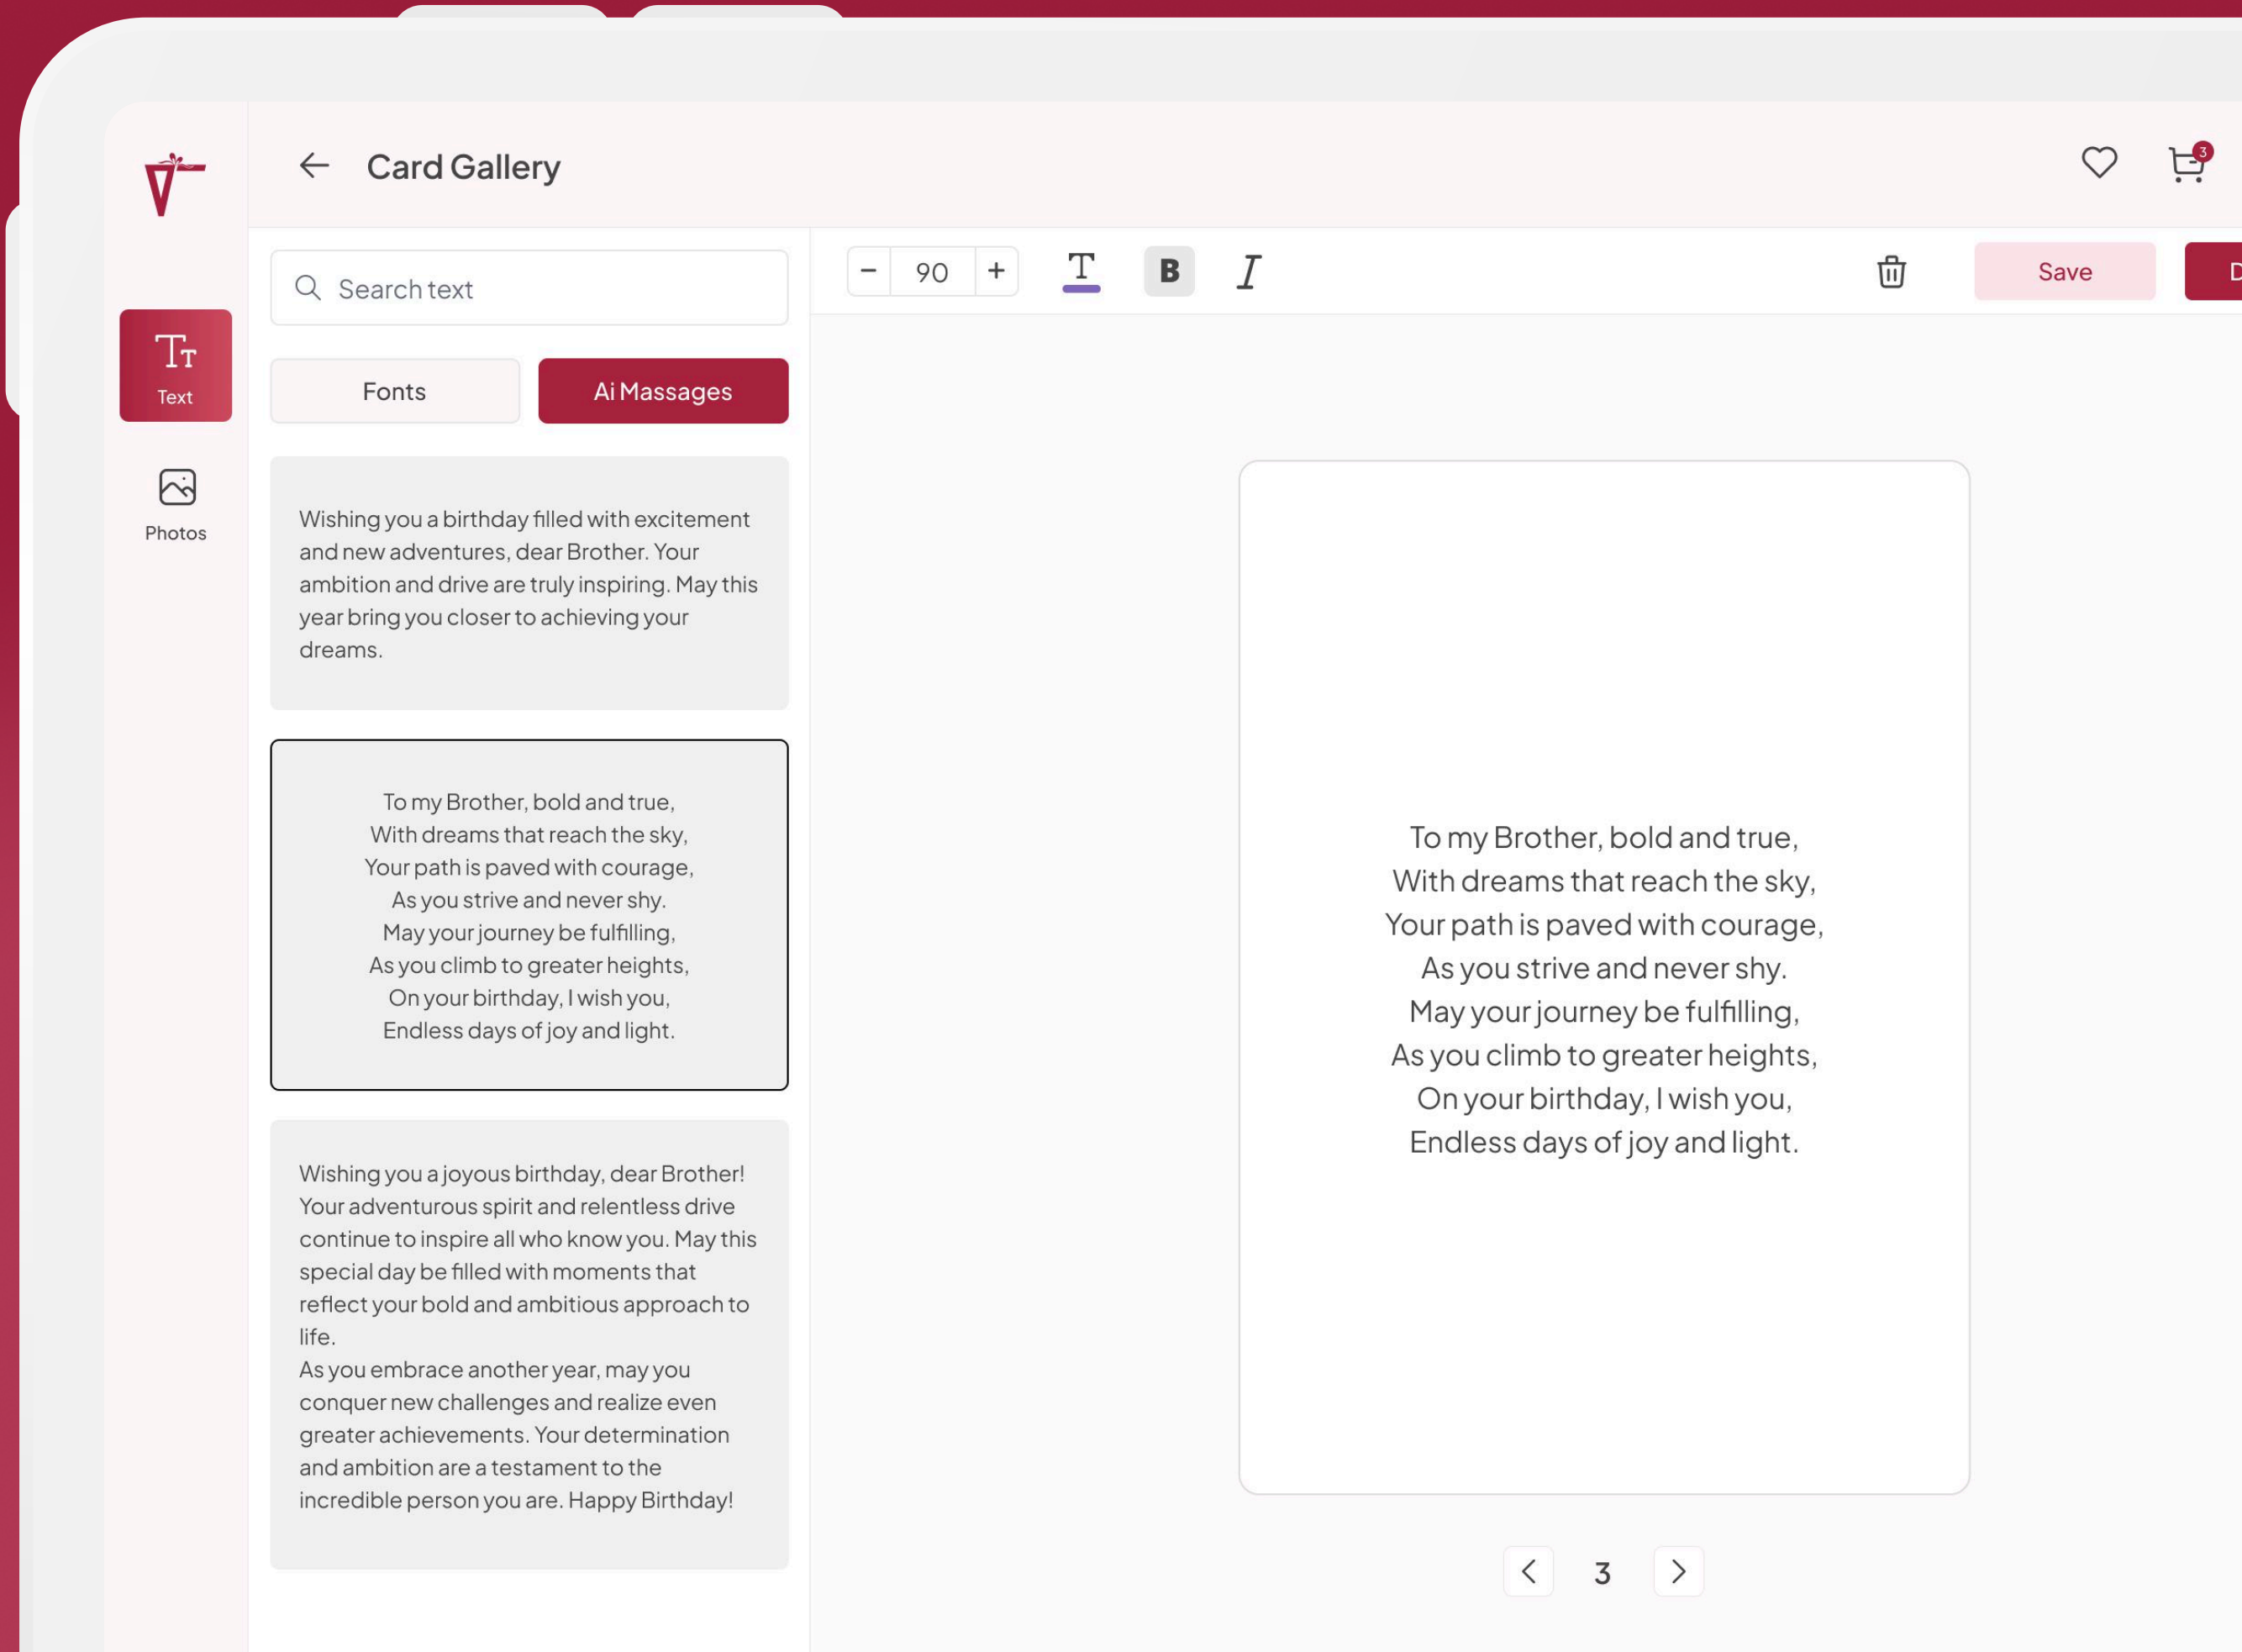 Card Gallery
3
Search text
90
T
B
I
Save
Tт
Text
Fonts
Ai Massages
Photos
Wishing you a birthday filled with excitement
and new adventures, dear Brother. Your
ambition and drive are truly inspiring. May this
year bring you closer to achieving your
dreams.
To my Brother, bold and true,
With dreams that reach the sky,
Your path is paved with courage,
As you strive and never shy.
May your journey be fulfilling,
As you climb to greater heights,
On your birthday, I wish you,
Endless days of joy and light.
Wishing you a joyous birthday, dear Brother!
Your adventurous spirit and relentless drive
continue to inspire all who know you. May this
special day be filled with moments that
reflect your bold and ambitious approach to
life.
As you embrace another year, may you
conquer new challenges and realize even
greater achievements. Your determination
and ambition are a testament to the
incredible person you are. Happy Birthday!
To my Brother, bold and true,
With dreams that reach the sky,
Your path is paved with courage,
As you strive and never shy.
May your journey be fulfilling,
As you climb to greater heights,
On your birthday, I wish you,
Endless days of joy and light.
3